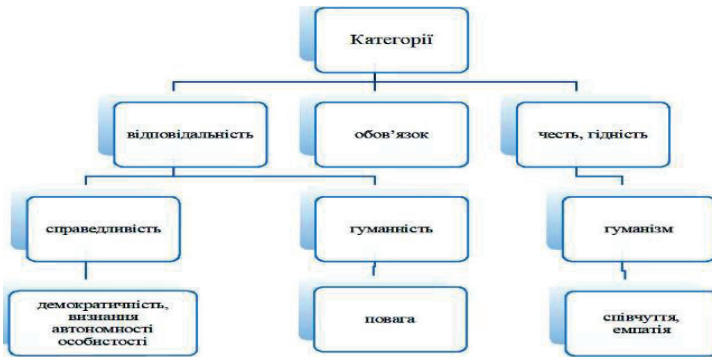 Категорії
відповідальність
обов’язок
честь, гідність
справедливість
гуманність
гуманізм
демократичність,
визнання
автономності
особистості
повага
співчуття,
емпатія